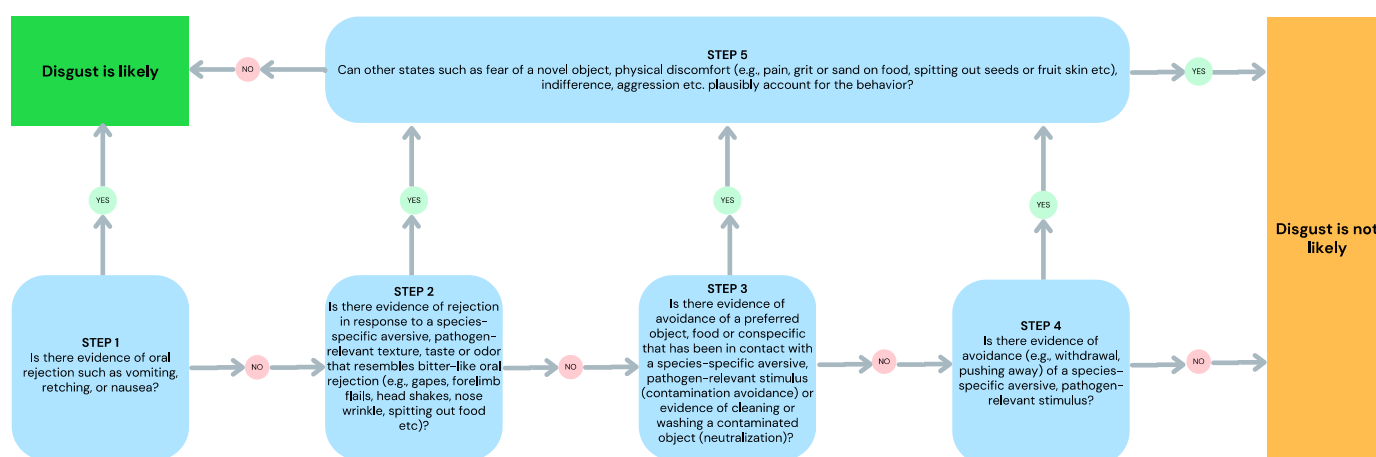 Disgust is likely
NO
STEP 5
Can other states such as fear of a novel object, physical discomfort (e.g., pain, grit or sand on food, spitting out seeds or fruit skin etc),
indifference, aggression etc. plausibly account for the behavior?
YES
Disgust is not
likely
YES
YES
YES
YES
STEP 1
Is there evidence of oral
rejection such as vomiting,
retching, or nausea?
NO
STEP 2
Is there evidence of rejection
in response to a species-
specific aversive, pathogen-
relevant texture, taste or odor
that resembles bitter-like oral
rejection (e.g., gapes, forelimb
flails, head shakes, nose
wrinkle, spitting out food
etc)?
NO
STEP 3
Is there evidence of
avoidance of a preferred
object, food or conspecific
that has been in contact with
a species-specific aversive,
pathogen-relevant stimulus
(contamination avoidance) or
evidence of cleaning or
washing a contaminated
object (neutralization)?
NO
STEP 4
Is there evidence of
avoidance (e.g., withdrawal,
pushing away) of a species-
specific aversive, pathogen-
relevant stimulus?
NO